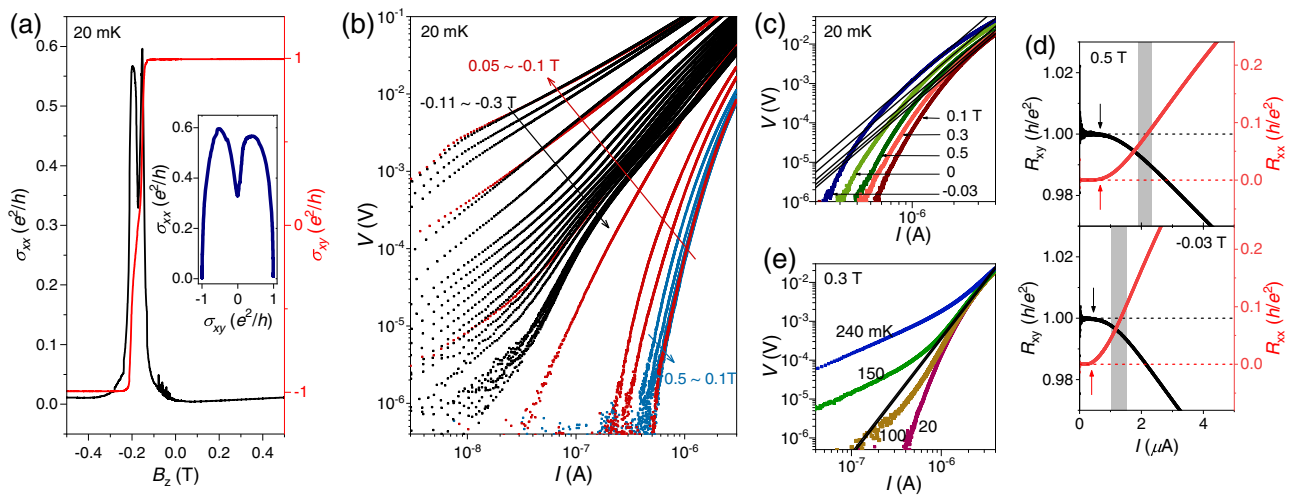 (a)
20 mK
0.6
0.5
0.4
0.3
0.2
0.1
0.0
σxx (e²/h)
1
0
-1
σxy (e²/h)
0.6
0.4
0.2
0.0
σxx (e²/h)
-1 0 1
σxy (e²/h)
-0.4 -0.2 0.0 0.2 0.4
Bz (T)
(b)
20 mK
10⁻¹
10⁻²
10⁻³
10⁻⁴
10⁻⁵
10⁻⁶
V (V)
0.05 ~ -0.1 T
-0.11 ~ -0.3 T
0.5 ~ 0.1T
10⁻⁸ 10⁻⁷ 10⁻⁶
I (A)
(c)
20 mK
10⁻²
10⁻³
10⁻⁴
10⁻⁵
10⁻⁶
V (V)
0.1 T
0.3
0.5
0
-0.03
10⁻⁶
I (A)
(e)
0.3 T
10⁻²
10⁻³
10⁻⁴
10⁻⁵
10⁻⁶
V (V)
240 mK
150
100
20
10⁻⁷ 10⁻⁶
I (A)
(d)
0.5 T
1.02
1.00
0.98
Rxy (h/e²)
0.2
0.1
0.0
Rxx (h/e²)
-0.03 T
1.02
1.00
0.98
Rxy (h/e²)
0.2
0.1
0.0
Rxx (h/e²)
0 2 4
I (μA)